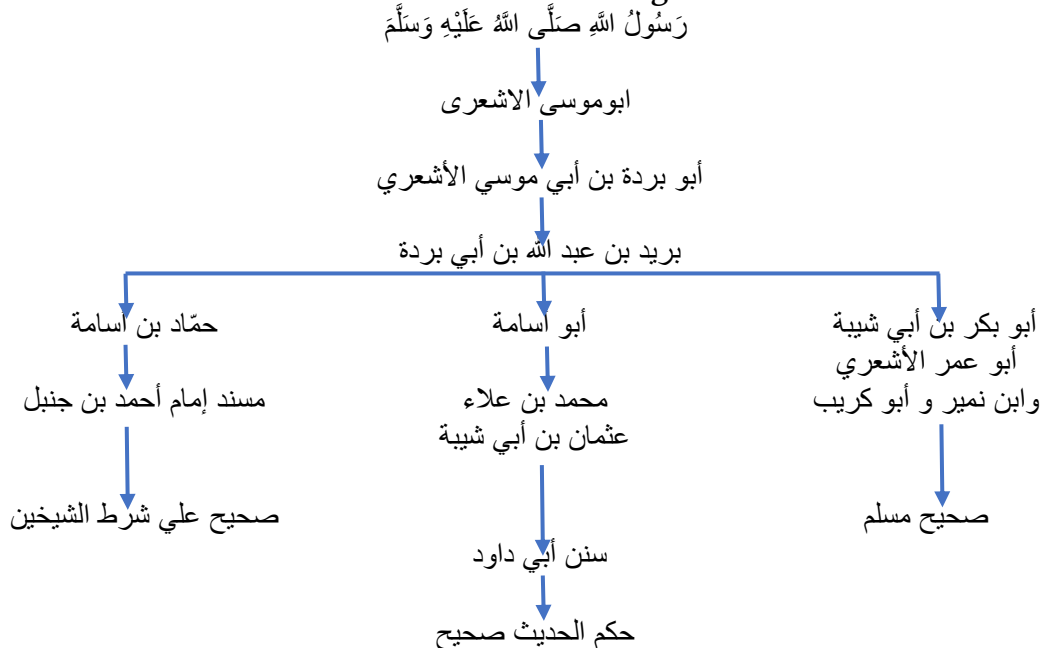 رَسُولُ اللَّهِ صَلَّى اللَّهُ عَلَيْهِ وَسَلَّمَ
ابوموسى الاشعرى
أبو بردة بن أبي موسي الأشعري
بريد بن عبد الله بن أبي بردة
أبو بكر بن أبي شيبة
أبو عمر الأشعري
وابن نمير و أبو كريب
صحيح مسلم
أبو أسامة
محمد بن علاء
عثمان بن أبي شيبة
سنن أبي داود
حكم الحديث صحيح
حمّاد بن أسامة
مسند إمام أحمد بن جنبل
صحيح علي شرط الشيخين